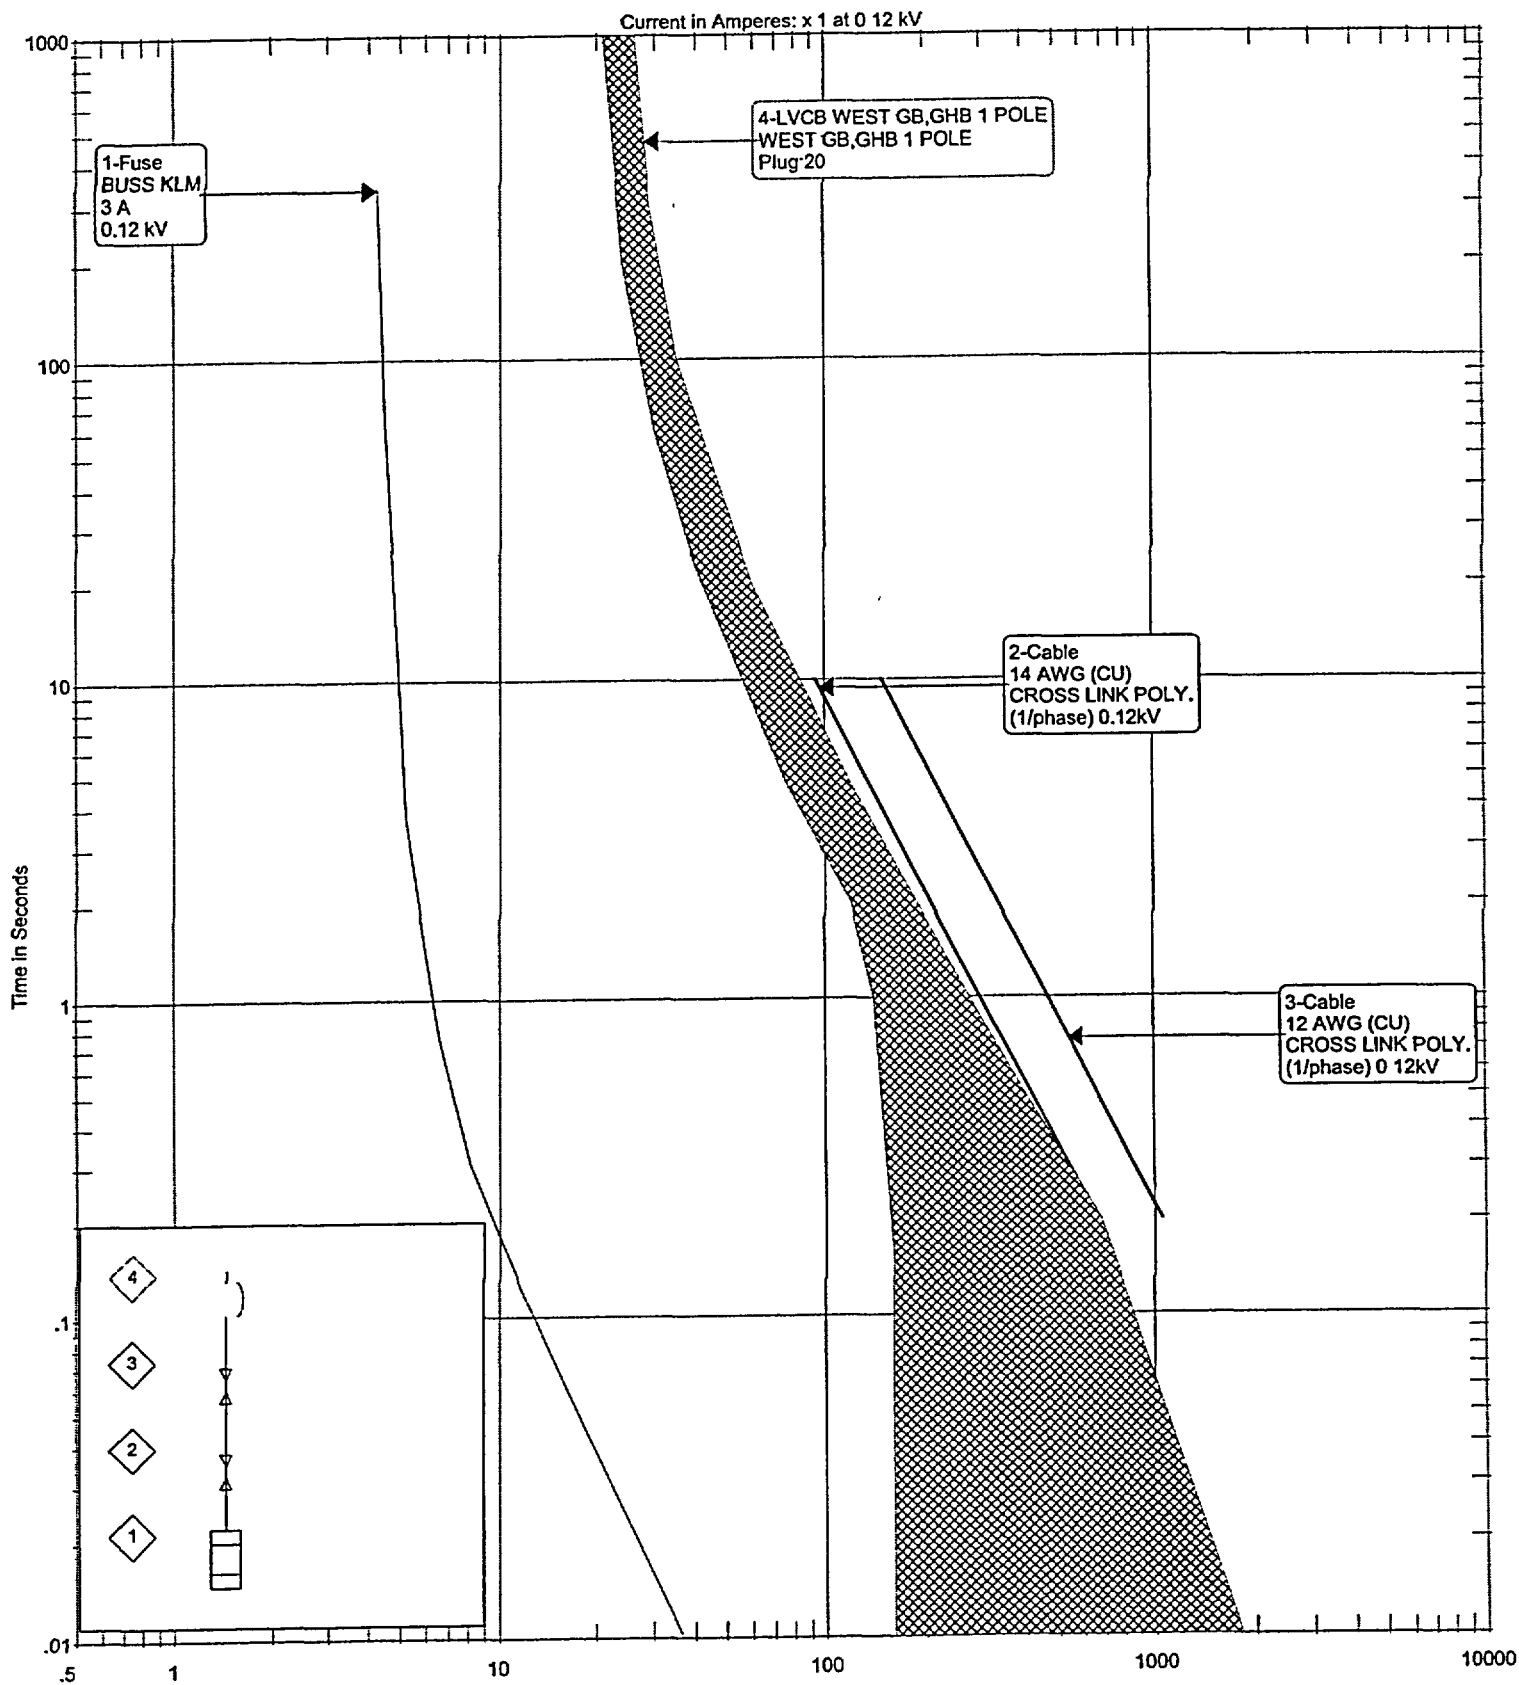 Current in Amperes: x 1 at 0 12 kV
1000
4-LVCB WEST GB,GHB 1 POLE
WEST GB,GHB 1 POLE
Plug 20
1-Fuse
BUSS KLM
3 A
0.12 kV
100
2-Cable
14 AWG (CU)
CROSS LINK POLY.
(1/phase) 0.12kV
10
Time in Seconds
3-Cable
12 AWG (CU)
CROSS LINK POLY.
(1/phase) 0 12kV
1
4
.1
3
2
1
.01
.5
1
10
100
1000
10000